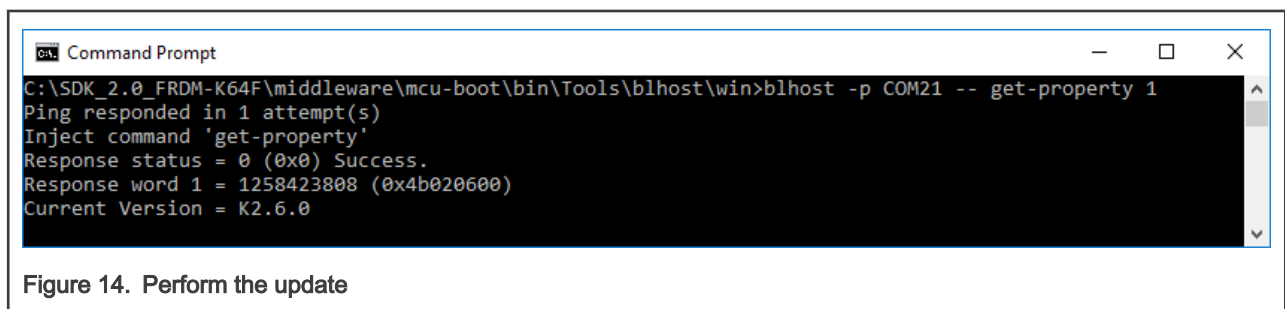 Command Prompt
C:\SDK_2.0_FRDM-K64F\middleware\mcu-boot\bin\Tools\blhost\win>blhost -p COM21 -- get-property 1
Ping responded in 1 attempt(s)
Inject command 'get-property'
Response status = 0 (0x0) Success.
Response word 1 = 1258423808 (0x4b020600)
Current Version = K2.6.0
Figure 14. Perform the update